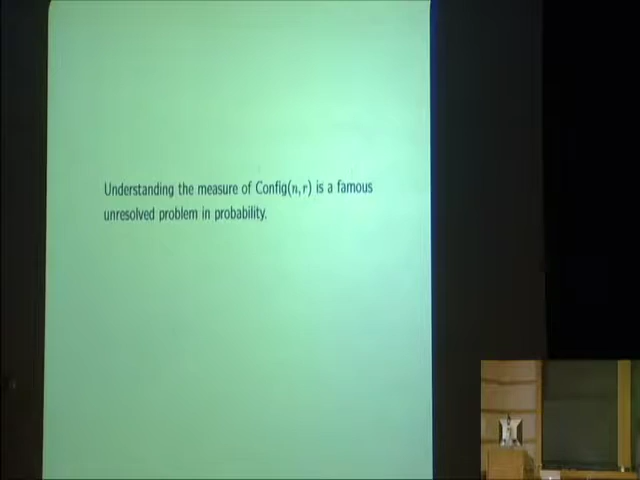 Understanding the measure of Config(n, r) is a famous
unresolved problem in probability.